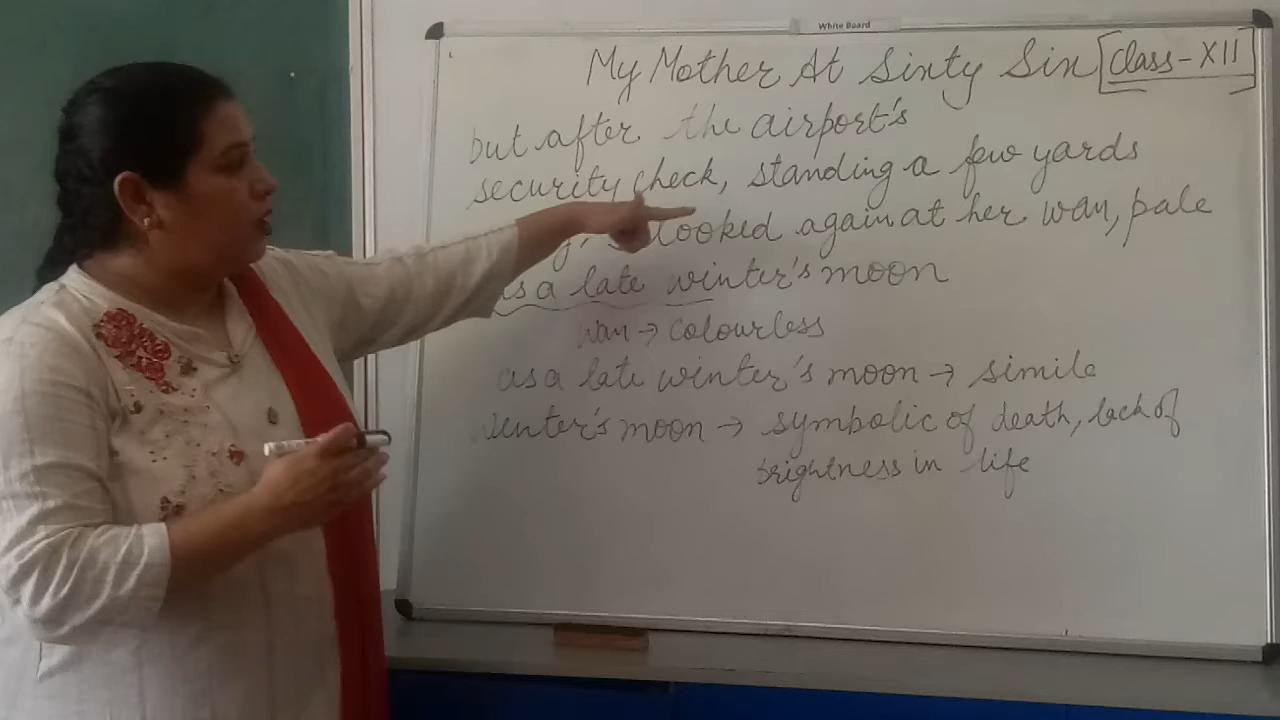 White Board
My Mother At Sixty Six [Class-XII]
but after the airport's
security check, standing a few yards
looked again at her wan, pale
as a late winter's moon
wan → colourless
as a late winter's moon → simile
winter's moon → symbolic of death, lack of
brightness in life